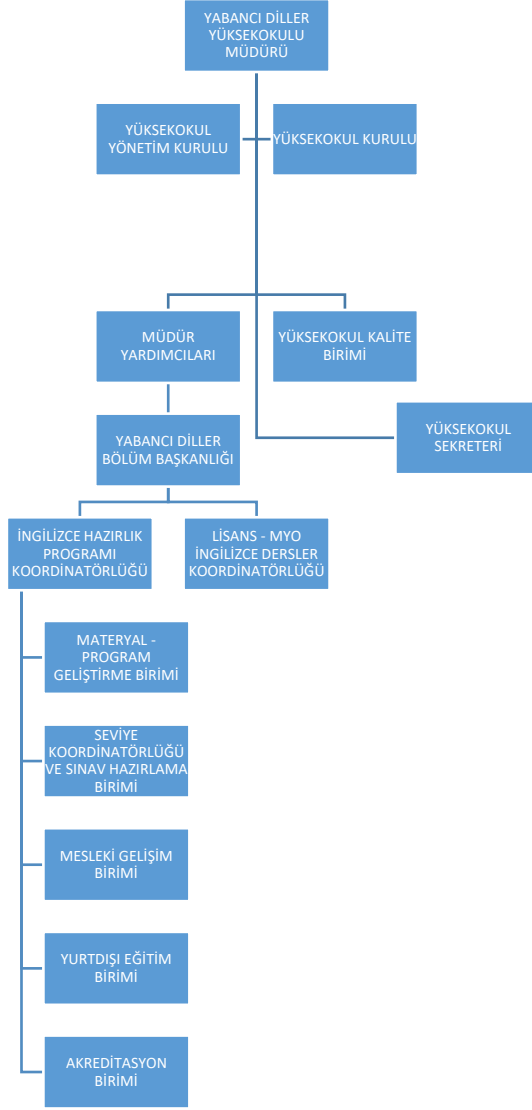 YABANCI DİLLER
YÜKSEKOKULU
MÜDÜRÜ
YÜKSEKOKUL
YÖNETİM KURULU
YÜKSEKOKUL KURULU
MÜDÜR
YARDIMCILARI
YÜKSEKOKUL KALİTE
BİRİMİ
YABANCI DİLLER
BÖLÜM BAŞKANLIĞI
YÜKSEKOKUL
SEKRETERİ
İNGİLİZCE HAZIRLIK
PROGRAMI
KOORDİNATÖRLÜĞÜ
LİSANS - MYO
İNGİLİZCE DERSLER
KOORDİNATÖRLÜĞÜ
MATERYAL -
PROGRAM
GELİŞTİRME BİRİMİ
SEVİYE
KOORDİNATÖRLÜĞÜ
VE SINAV HAZIRLAMA
BİRİMİ
MESLEKİ GELİŞİM
BİRİMİ
YURTDIŞI EĞİTİM
BİRİMİ
AKREDİTASYON
BİRİMİ